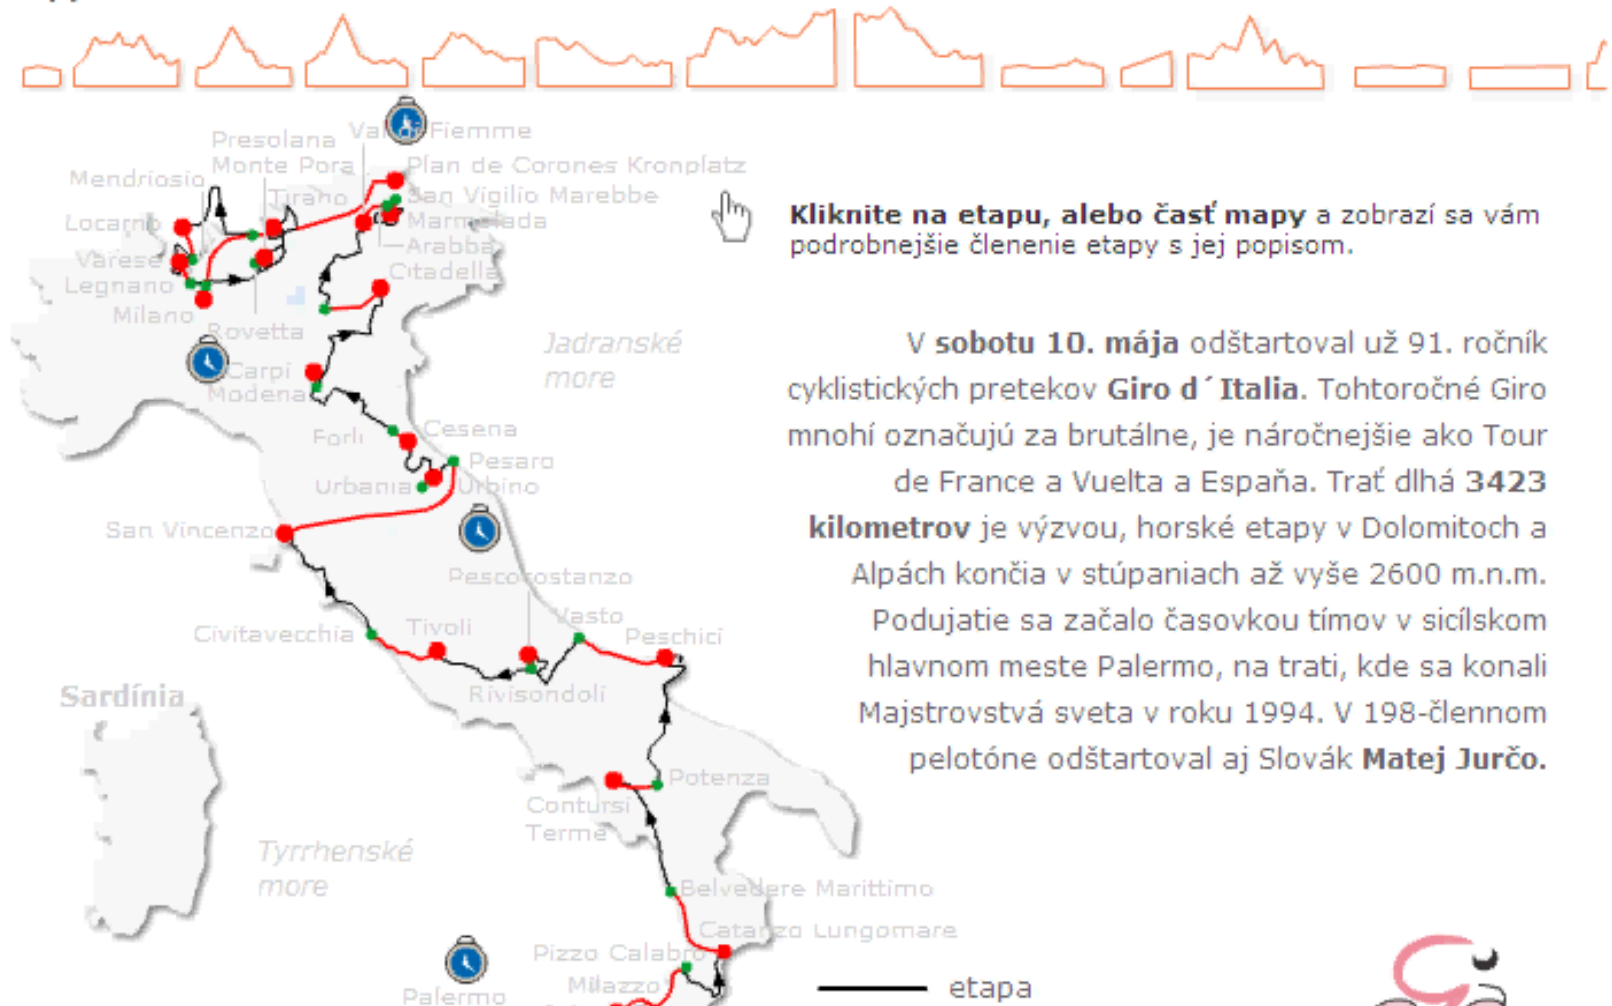 Presolana
Val di Fiemme
Monte Pora
Plan de Corones Kronplatz
Mendriosio
Tirano
San Vigilio Marebbe
Locarno
Marmolada
Arabba
Varese
Citadella
Legnano
Milano
Rovetta
Carpi
Modena
Jadranské
more
Forli
Cesena
Pesaro
Urbania
Urbino
San Vincenzo
Pescocostanzo
Vasto
Civitavecchia
Tivoli
Peschici
Rivisondoli
Sardínia
Potenza
Contursi
Terme
Tyrrhenské
more
Belvedere Marittimo
Catanzo Lungomare
Pizzo Calabro
Milazzo
Palermo
etapa
Kliknite na etapu, alebo časť mapy a zobrazí sa vám
podrobnejšie členenie etapy s jej popisom.
V sobotu 10. mája odštartoval už 91. ročník
cyklistických pretekov Giro d´Italia. Tohtoročné Giro
mnohí označujú za brutálne, je náročnejšie ako Tour
de France a Vuelta a España. Trať dlhá 3423
kilometrov je výzvou, horské etapy v Dolomitoch a
Alpách končia v stúpaniach až vyše 2600 m.n.m.
Podujatie sa začalo časovkou tímov v sicílskom
hlavnom meste Palermo, na trati, kde sa konali
Majstrovstvá sveta v roku 1994. V 198-člennom
pelotóne odštartoval aj Slovák Matej Jurčo.